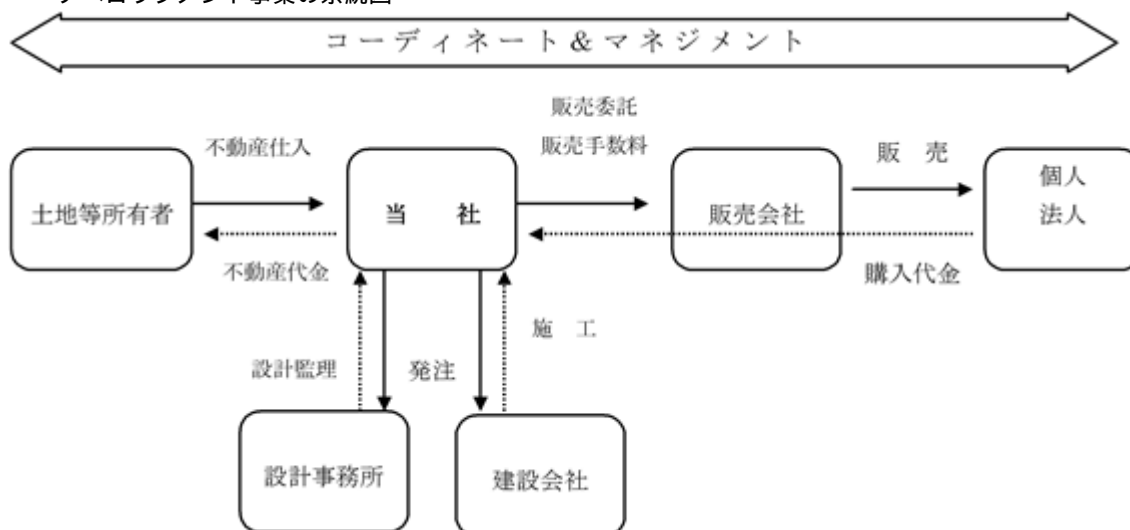 コーディネート&マネジメント
販売委託
不動産仕入
販売手数料
販 売
土地等所有者
当 社
販売会社
個人
法人
不動産代金
購入代金
設計監理
発注
施 工
設計事務所
建設会社